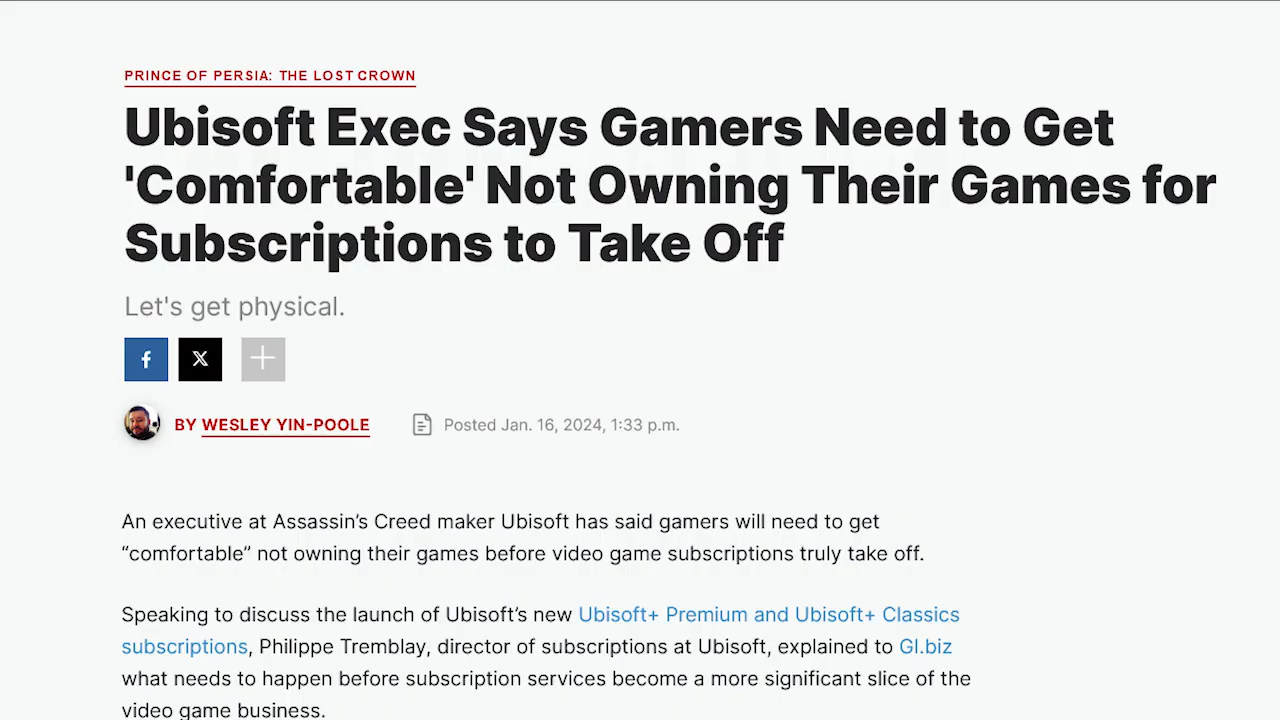 PRINCE OF PERSIA: THE LOST CROWN
Ubisoft Exec Says Gamers Need to Get
'Comfortable' Not Owning Their Games for
Subscriptions to Take Off
Let's get physical.
BY WESLEY YIN-POOLE
Posted Jan. 16, 2024, 1:33 p.m.
An executive at Assassin’s Creed maker Ubisoft has said gamers will need to get
“comfortable” not owning their games before video game subscriptions truly take off.
Speaking to discuss the launch of Ubisoft’s new Ubisoft+ Premium and Ubisoft+ Classics
subscriptions, Philippe Tremblay, director of subscriptions at Ubisoft, explained to GI.biz
what needs to happen before subscription services become a more significant slice of the
video game business.